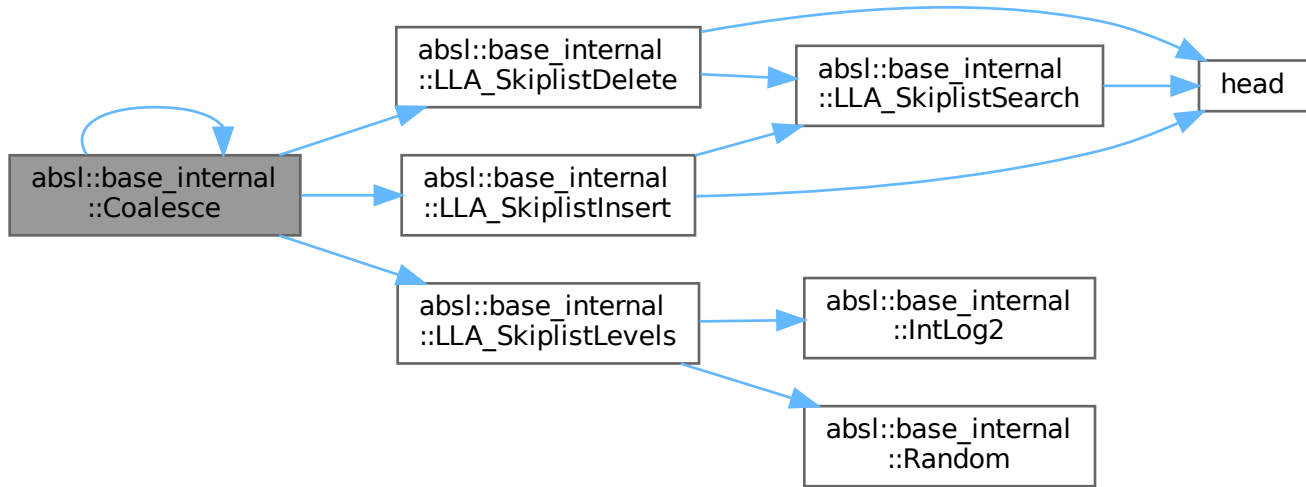 absl::base_internal
::Coalesce
absl::base_internal
::LLA_SkiplistDelete
absl::base_internal
::LLA_SkiplistInsert
absl::base_internal
::LLA_SkiplistLevels
absl::base_internal
::LLA_SkiplistSearch
absl::base_internal
::IntLog2
absl::base_internal
::Random
head